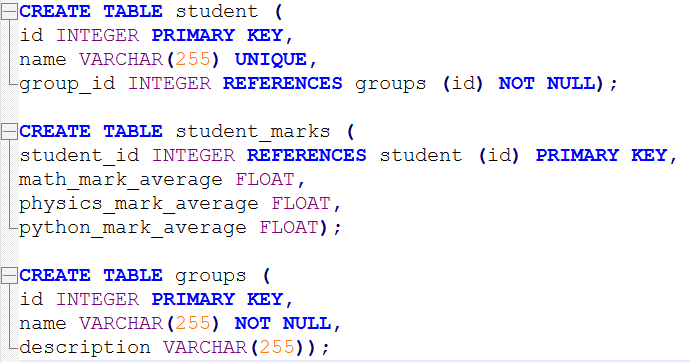 CREATE TABLE student (
id INTEGER PRIMARY KEY,
name VARCHAR(255) UNIQUE,
group_id INTEGER REFERENCES groups (id) NOT NULL);
CREATE TABLE student_marks (
student_id INTEGER REFERENCES student (id) PRIMARY KEY,
math_mark_average FLOAT,
physics_mark_average FLOAT,
python_mark_average FLOAT);
CREATE TABLE groups (
id INTEGER PRIMARY KEY,
name VARCHAR(255) NOT NULL,
description VARCHAR(255));